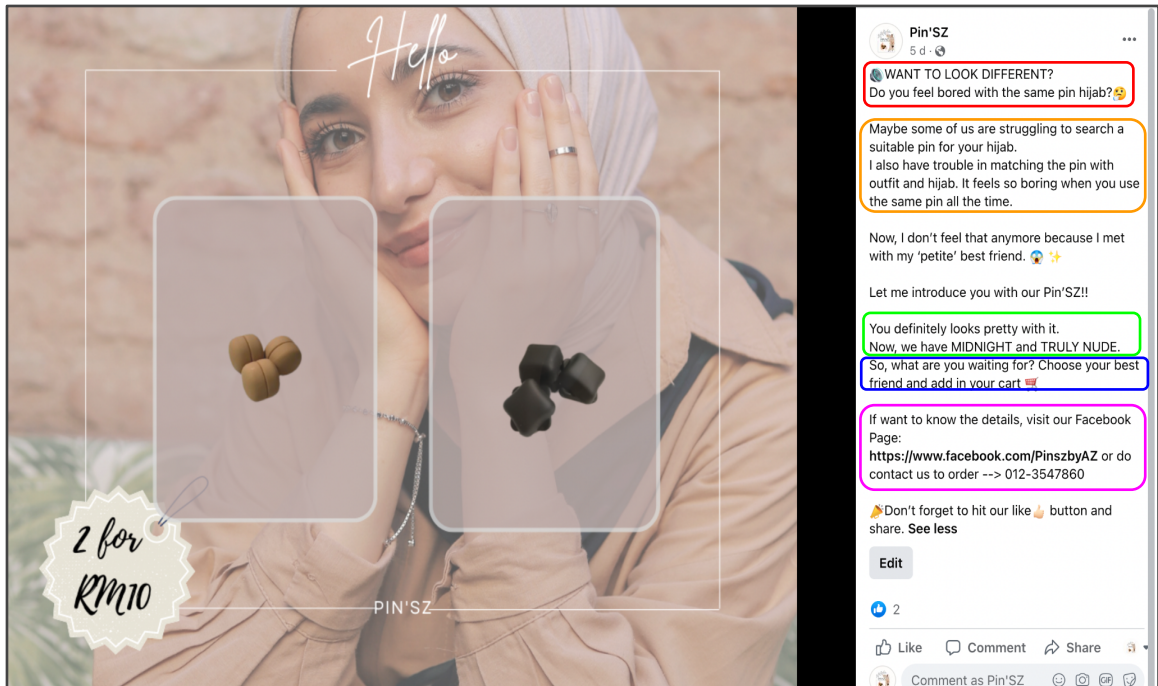 Hello
2 for
RM10
PIN'SZ
Pin'SZ
5 d ·
WANT TO LOOK DIFFERENT?
Do you feel bored with the same pin hijab?🤔
Maybe some of us are struggling to search a
suitable pin for your hijab.
I also have trouble in matching the pin with
outfit and hijab. It feels so boring when you use
the same pin all the time.
Now, I don't feel that anymore because I met
with my 'petite' best friend. 😱 ✨
Let me introduce you with our Pin'SZ!!
You definitely looks pretty with it.
Now, we have MIDNIGHT and TRULY NUDE.
So, what are you waiting for? Choose your best
friend and add in your cart 🛒
If want to know the details, visit our Facebook
Page:
https://www.facebook.com/PinszbyAZ or do
contact us to order --> 012-3547860
🎉Don't forget to hit our like👍🏻 button and
share. See less
Edit
2
Like Comment Share
Comment as Pin'SZ GIF